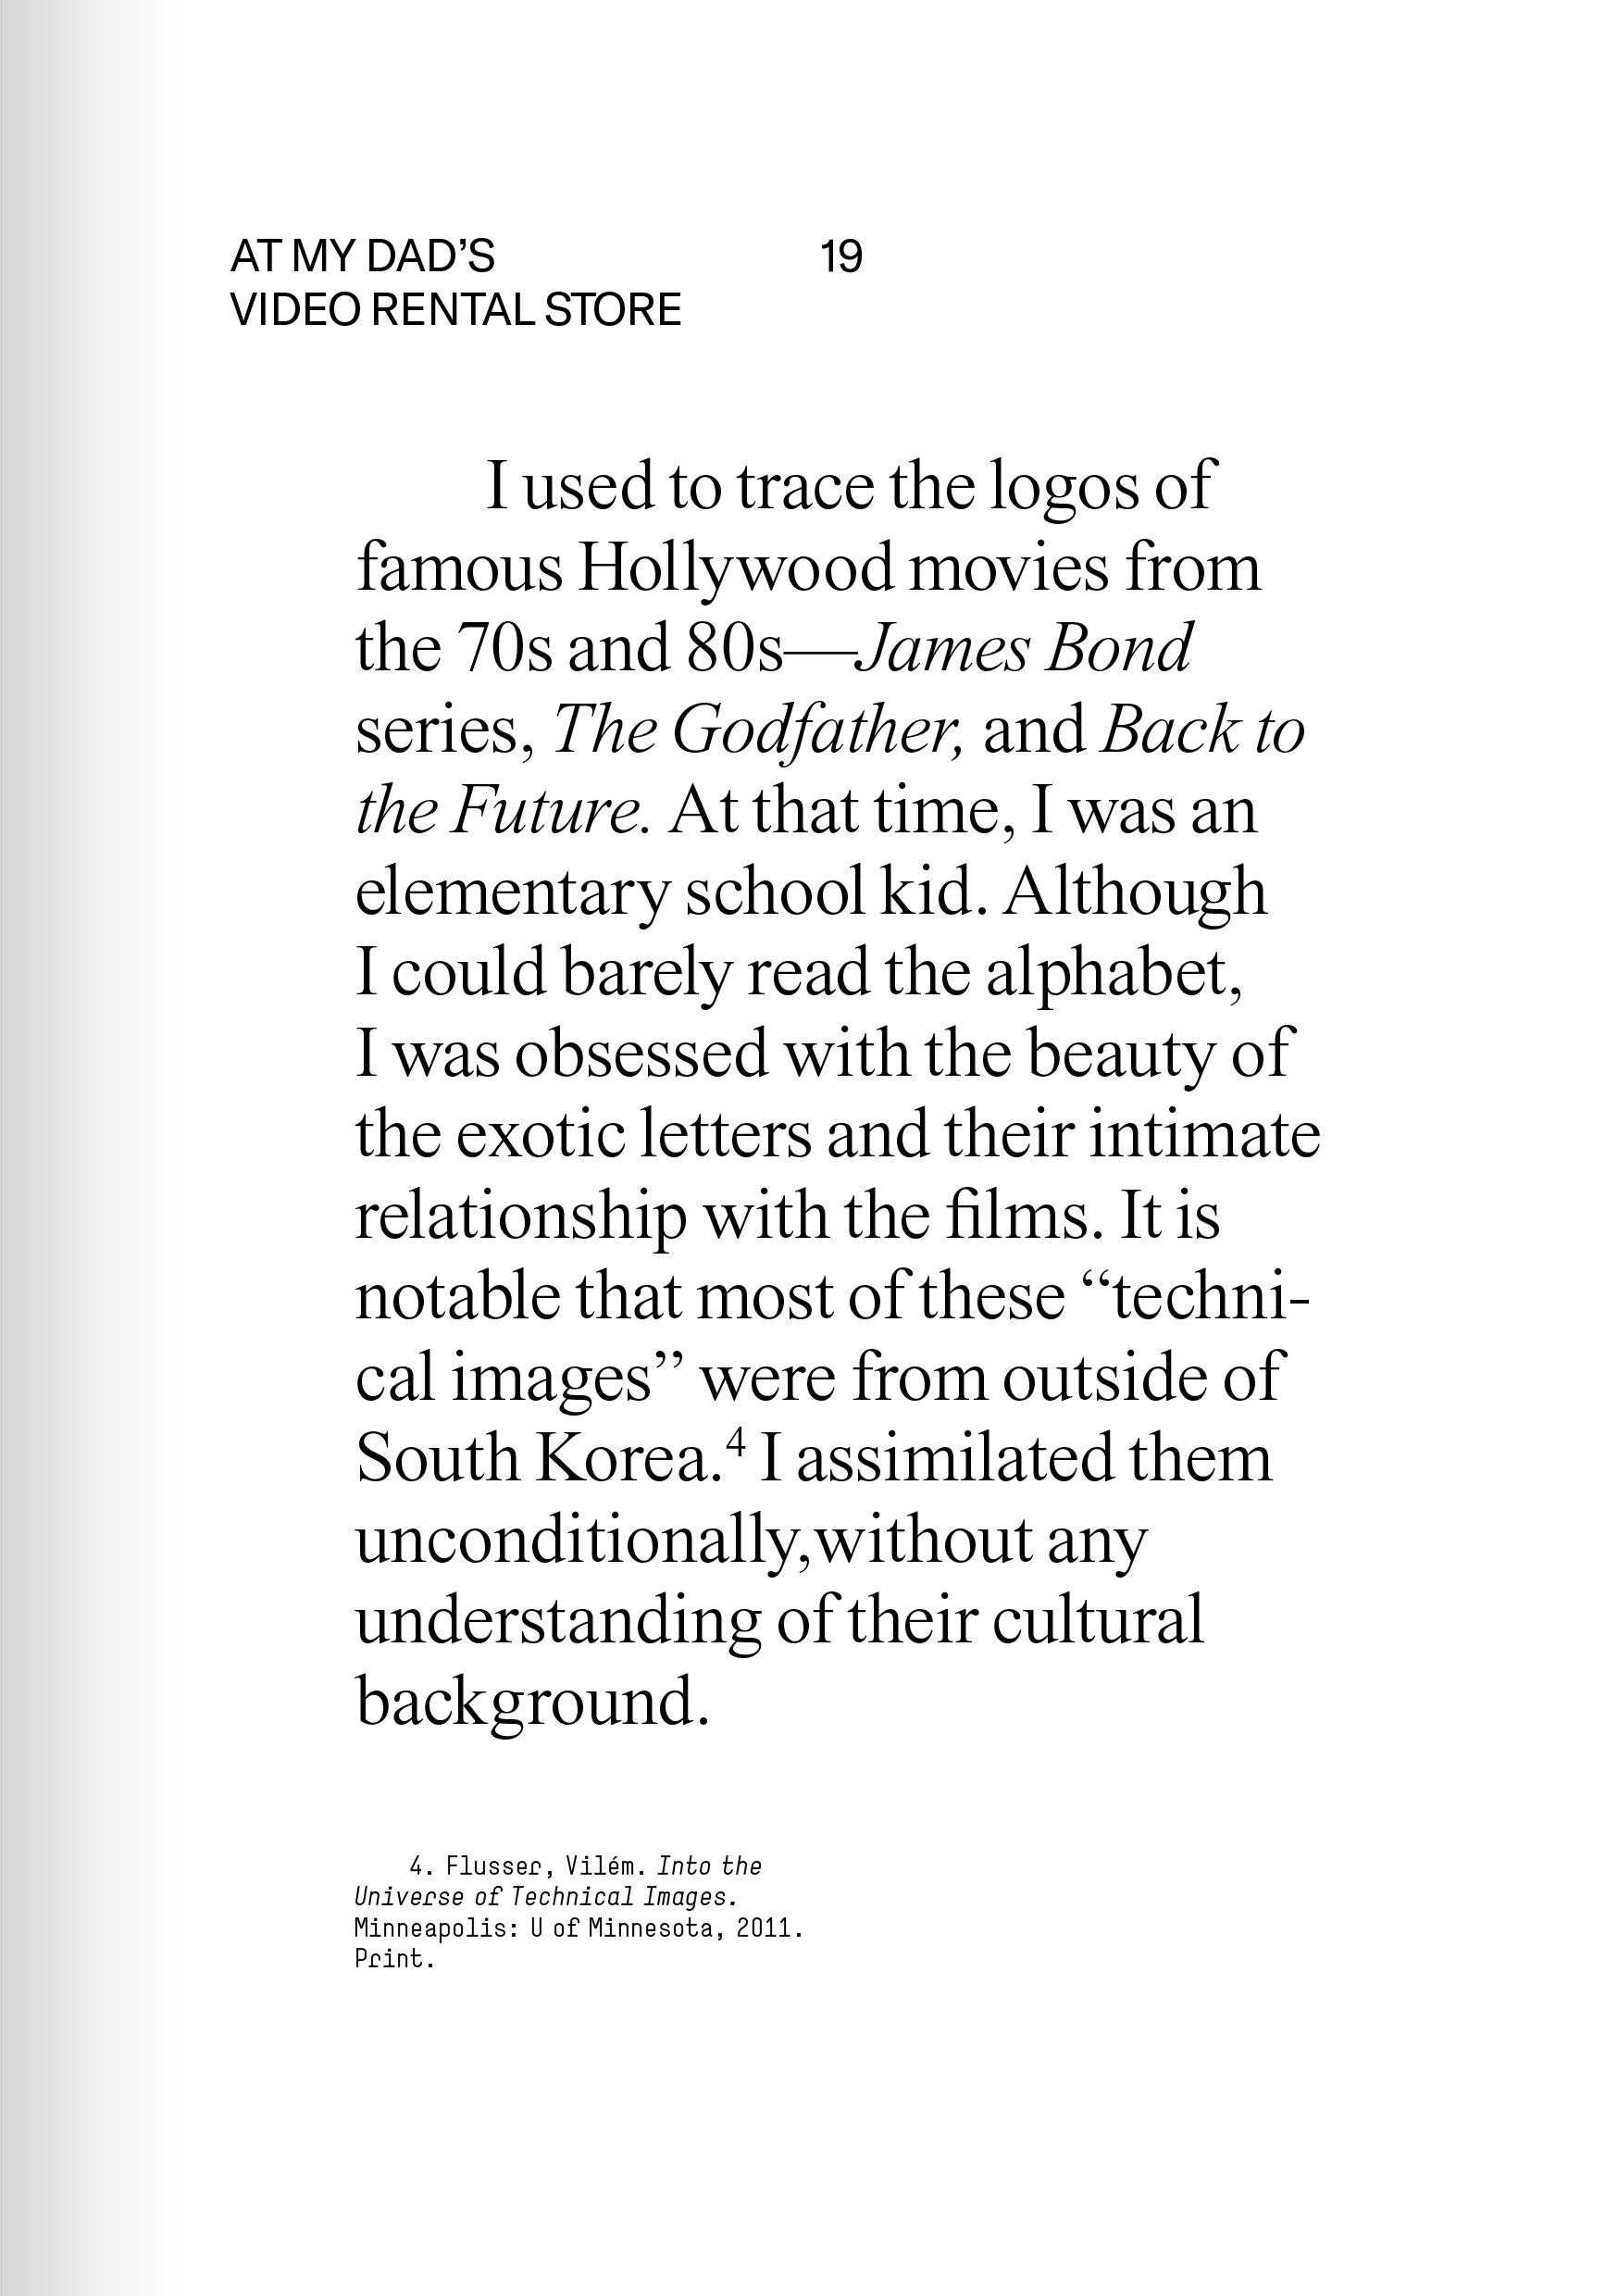 AT MY DAD’S
VIDEO RENTAL STORE
19
I used to trace the logos of
famous Hollywood movies from
the 70s and 80s—James Bond
series, The Godfather, and Back to
the Future. At that time, I was an
elementary school kid. Although
I could barely read the alphabet,
I was obsessed with the beauty of
the exotic letters and their intimate
relationship with the films. It is
notable that most of these “techni-
cal images” were from outside of
South Korea.4 I assimilated them
unconditionally,without any
understanding of their cultural
background.
4. Flusser, Vilém. Into the
Universe of Technical Images.
Minneapolis: U of Minnesota, 2011.
Print.